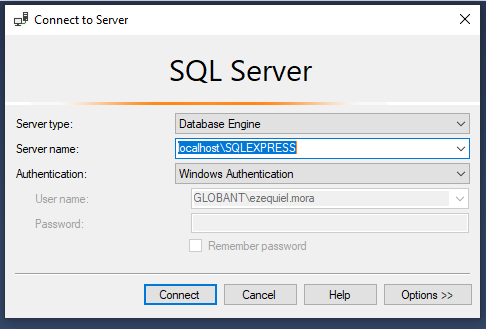 Connect to Server
SQL Server
Server type: Database Engine
Server name: localhost\SQLEXPRESS
Authentication: Windows Authentication
User name: GLOBANT\ezequiel.mora
Password:
Remember password
Connect Cancel Help Options >>